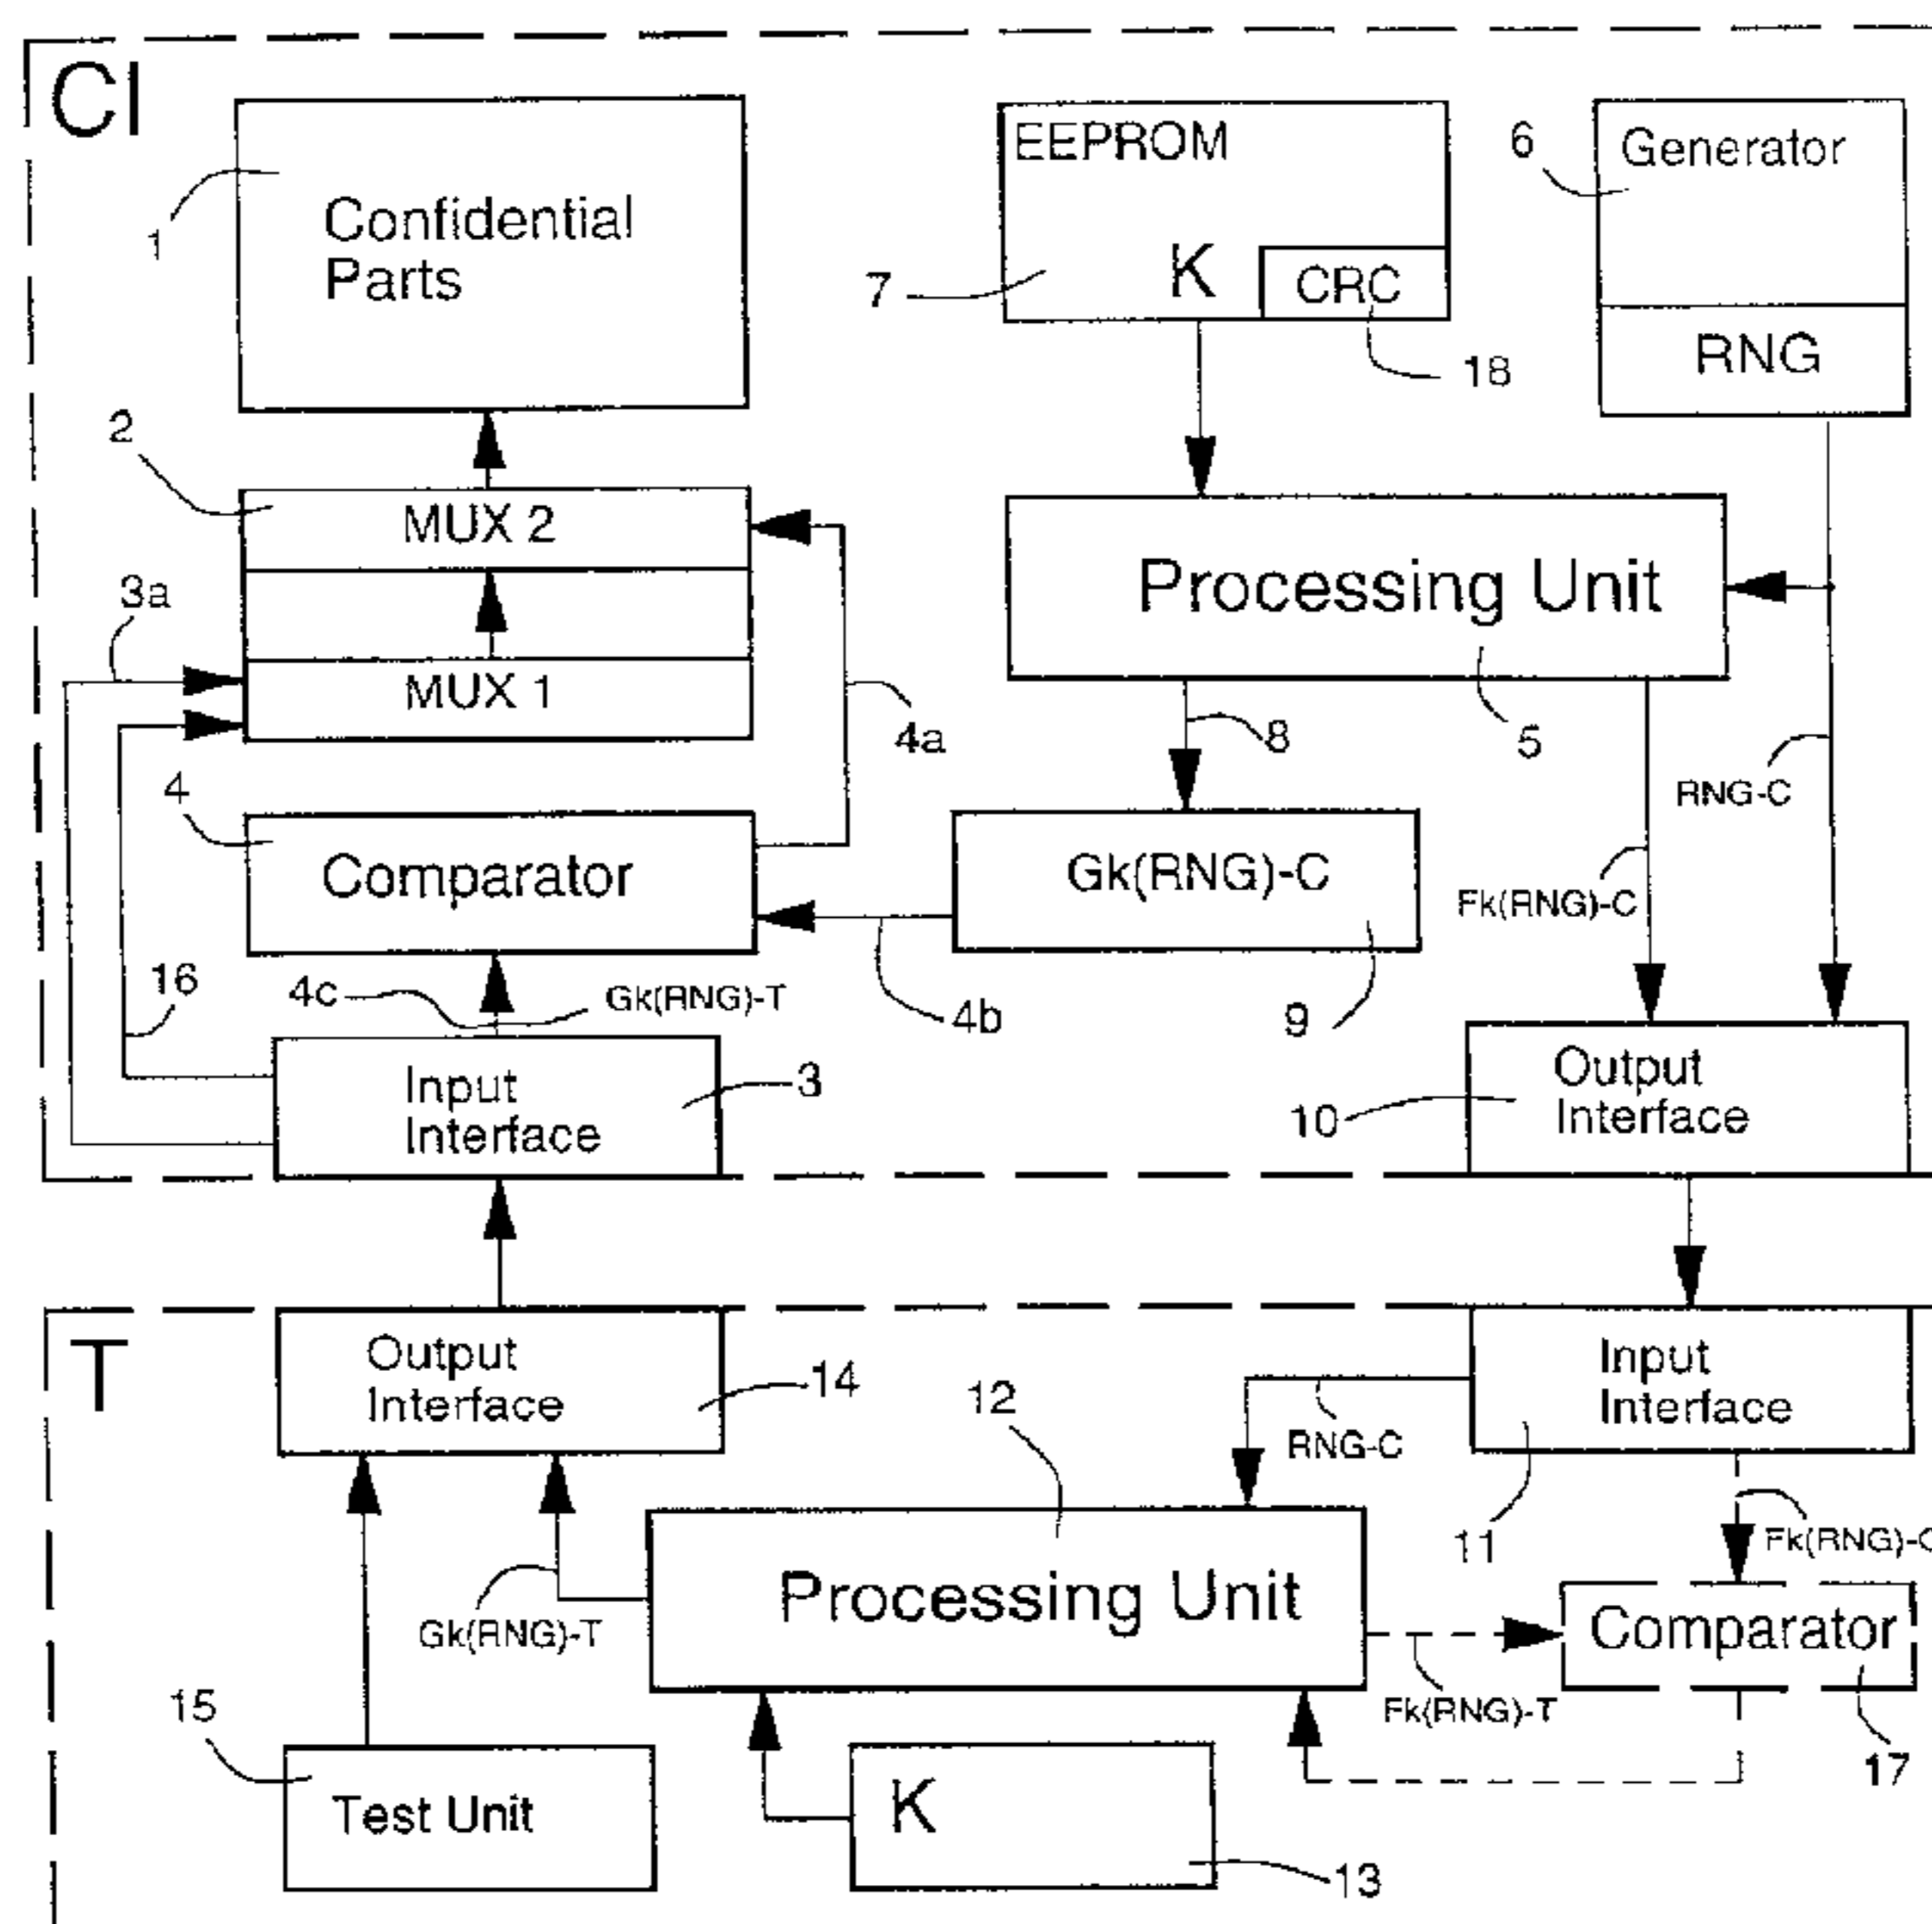 CI
Confidential
Parts
1
EEPROM
K
CRC
7
18
6
Generator
RNG
2
MUX 2
3a
MUX 1
4a
Processing Unit
5
8
RNG-C
4
Comparator
Gk(RNG)-C
Fk(RNG)-C
16
4c
Gk(RNG)-T
4b
9
Input
Interface
3
10
Output
Interface
T
Output
Interface
14
12
RNG-C
Input
Interface
11
Fk(RNG)-C
Gk(RNG)-T
Processing Unit
Comparator
Fk(RNG)-T
17
15
Test Unit
K
13